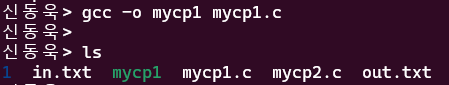 신동욱> gcc -o mycp1 mycp1.c
신동욱>
신동욱> ls
1 in.txt mycp1 mycp1.c mycp2.c out.txt